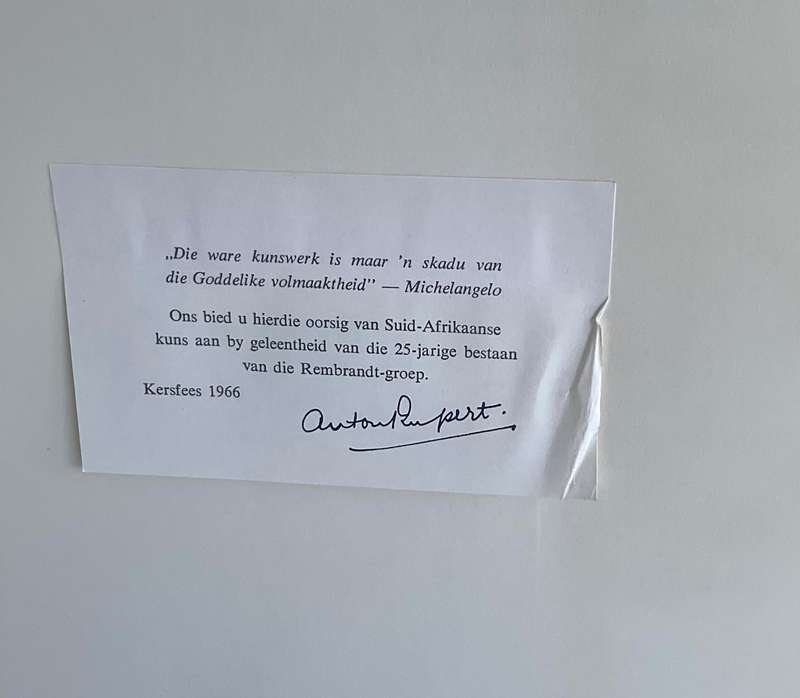 „Die ware kunswerk is maar 'n skadu van
die Goddelike volmaaktheid” — Michelangelo
Ons bied u hierdie oorsig van Suid-Afrikaanse
kuns aan by geleentheid van die 25-jarige bestaan
van die Rembrandt-groep.
Kersfees 1966
Anton Rupert.